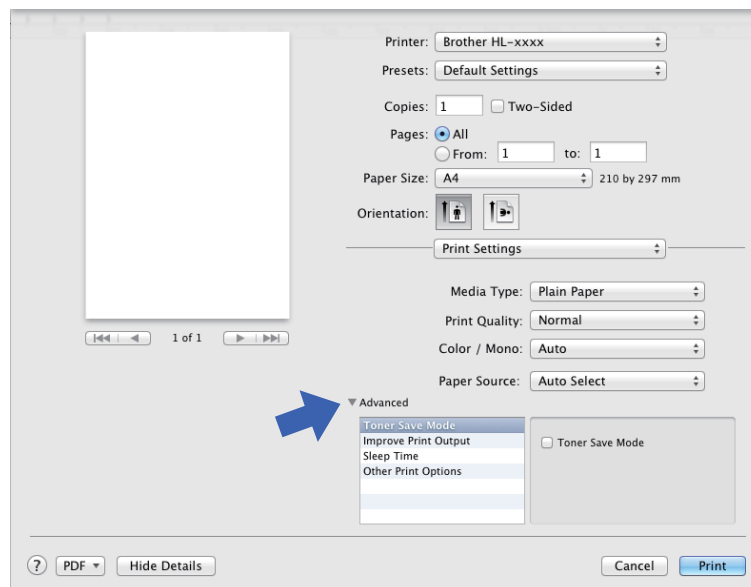 Printer: Brother HL-xxxx
Presets: Default Settings
Copies: 1 Two-Sided
Pages: All
From: 1 to: 1
Paper Size: A4 210 by 297 mm
Orientation:
Print Settings
Media Type: Plain Paper
Print Quality: Normal
Color / Mono: Auto
Paper Source: Auto Select
1 of 1
Advanced
Toner Save Mode
Improve Print Output
Sleep Time
Other Print Options
Toner Save Mode
? PDF Hide Details Cancel Print